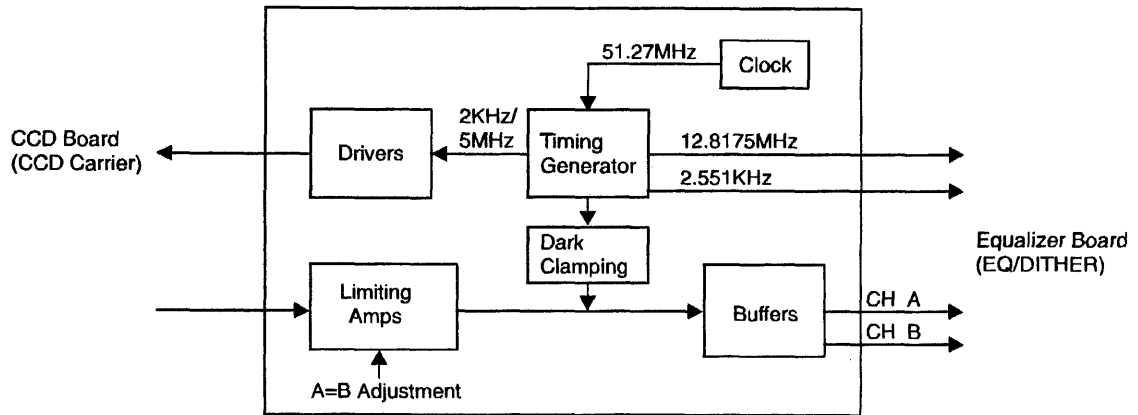 51.27MHz
Clock
CCD Board
(CCD Carrier)
Drivers
2KHz/
5MHz
Timing
Generator
12.8175MHz
2.551KHz
Dark
Clamping
Equalizer Board
(EQ/DITHER)
Limiting
Amps
Buffers
CH A
CH B
A=B Adjustment